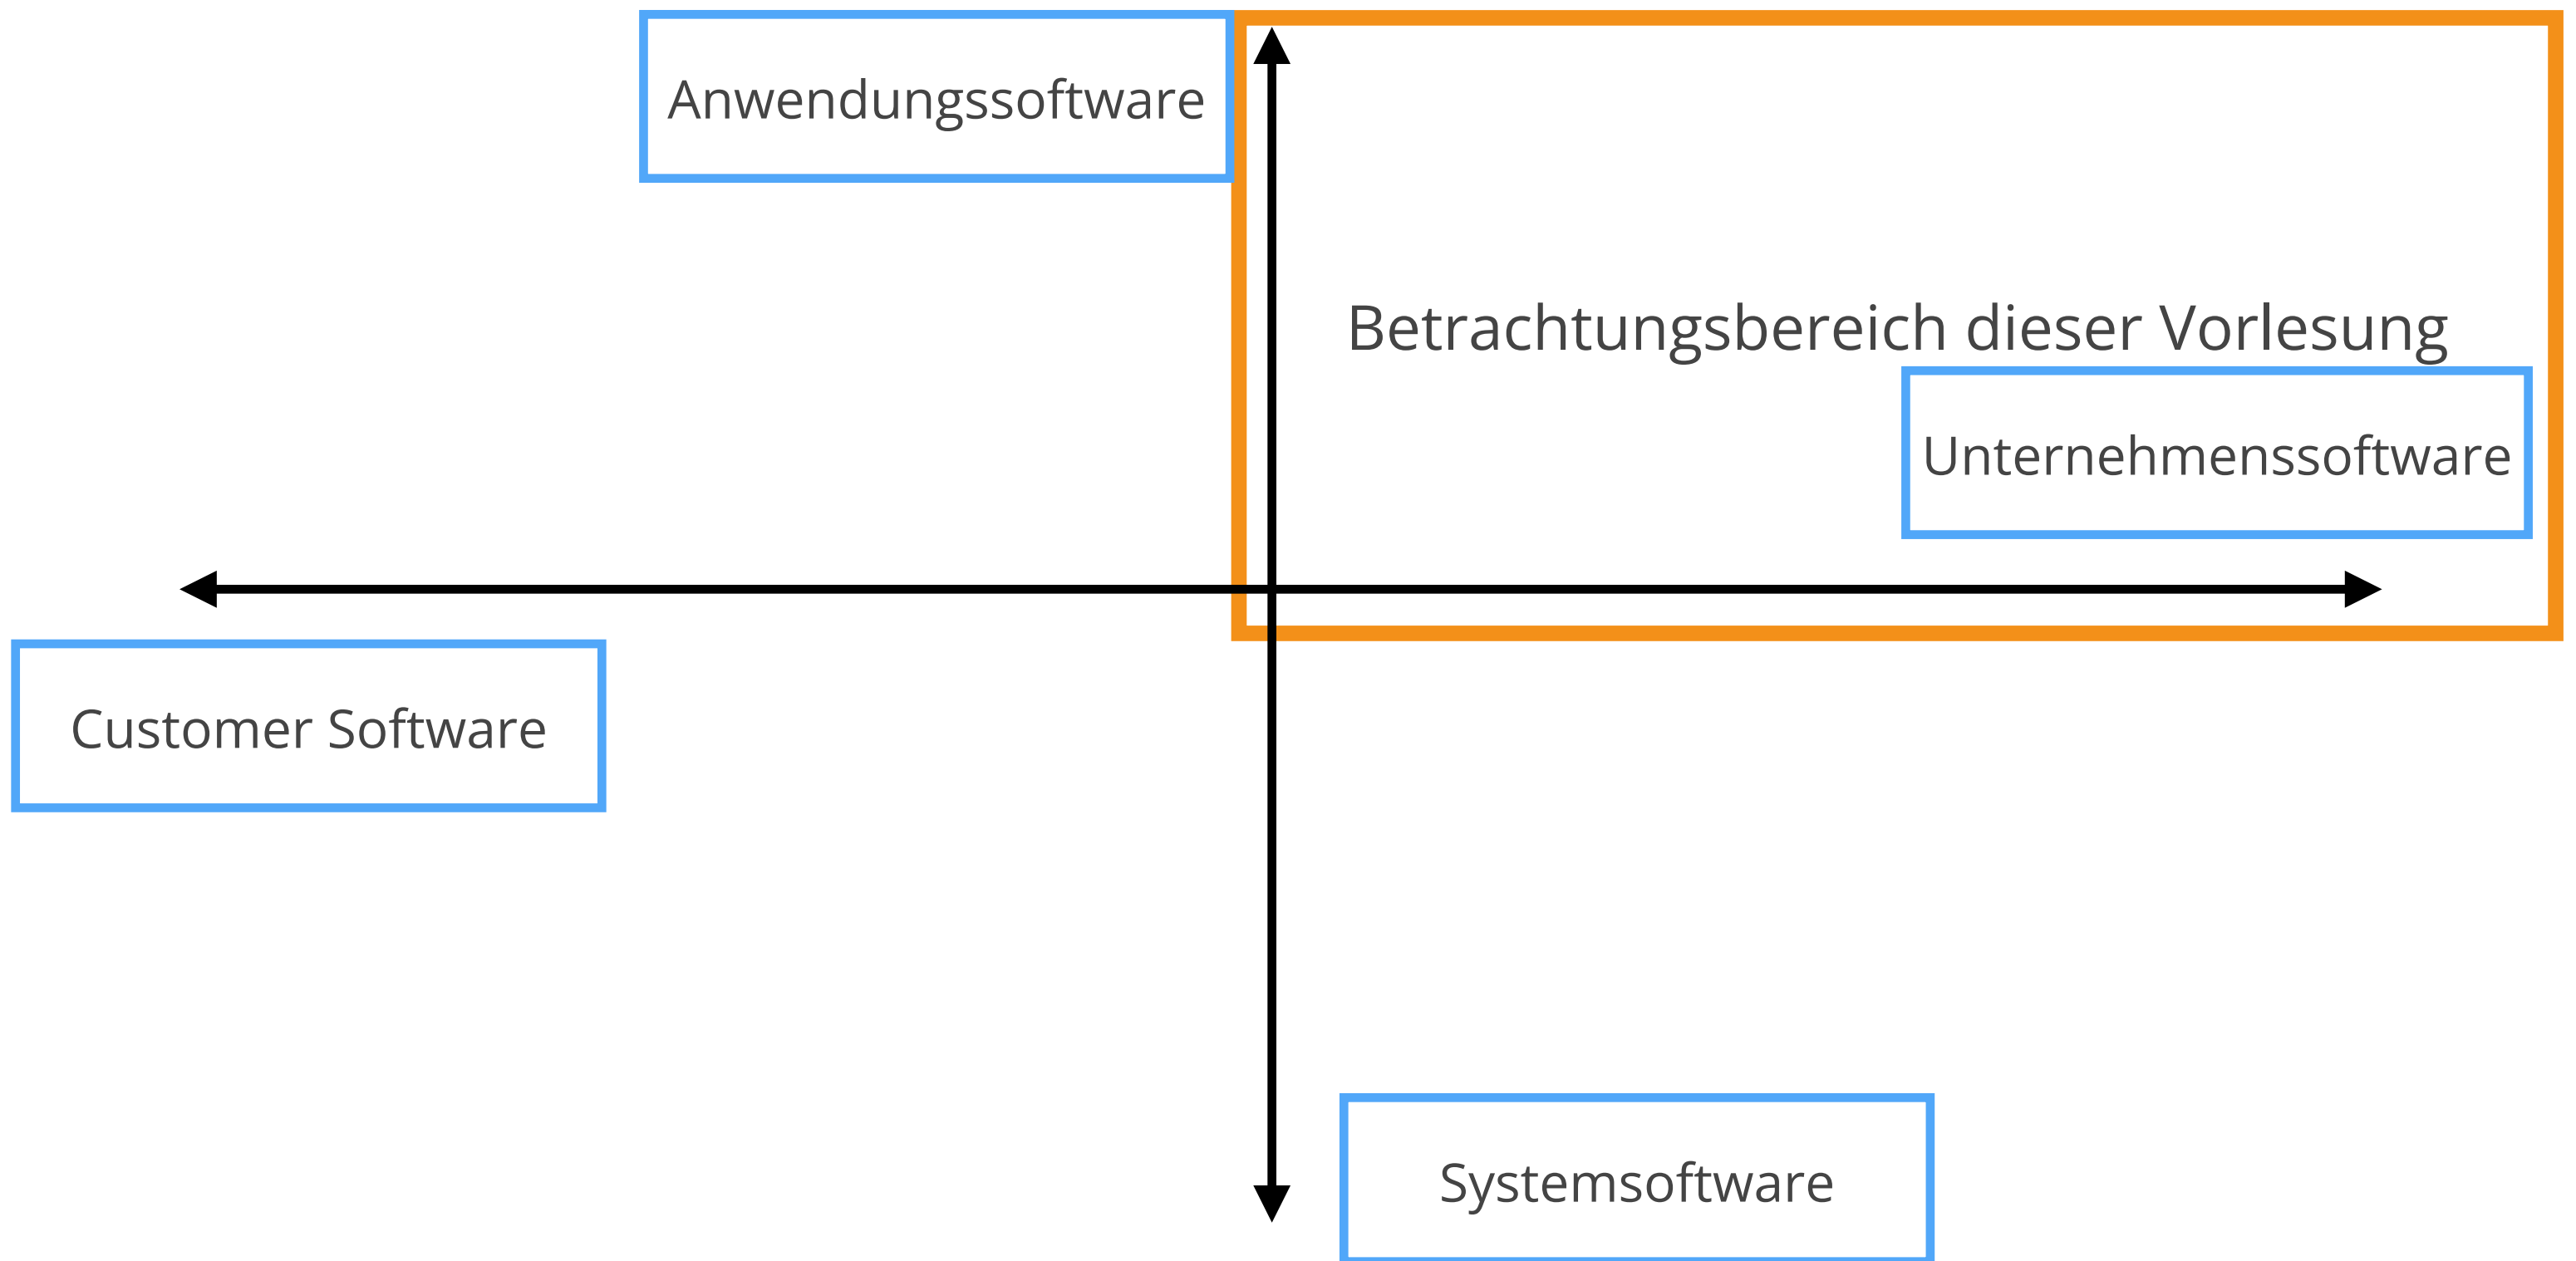 Anwendungssoftware
Betrachtungsbereich dieser Vorlesung
Unternehmenssoftware
Customer Software
Systemsoftware